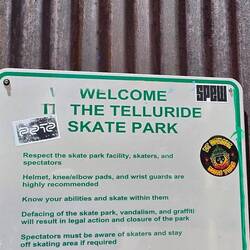 SPEW
WELCOME
THE TELLURIDE
SKATE PARK
Respect the skate park facility, skaters, and
spectators
Helmet, knee/elbow pads, and wrist guards are
highly recommended
Know your abilities and skate within them
Defacing of the skate park, vandalism, and graffiti
will result in legal action and closure of the park
Spectators must be aware of skaters and stay
off skating area if required